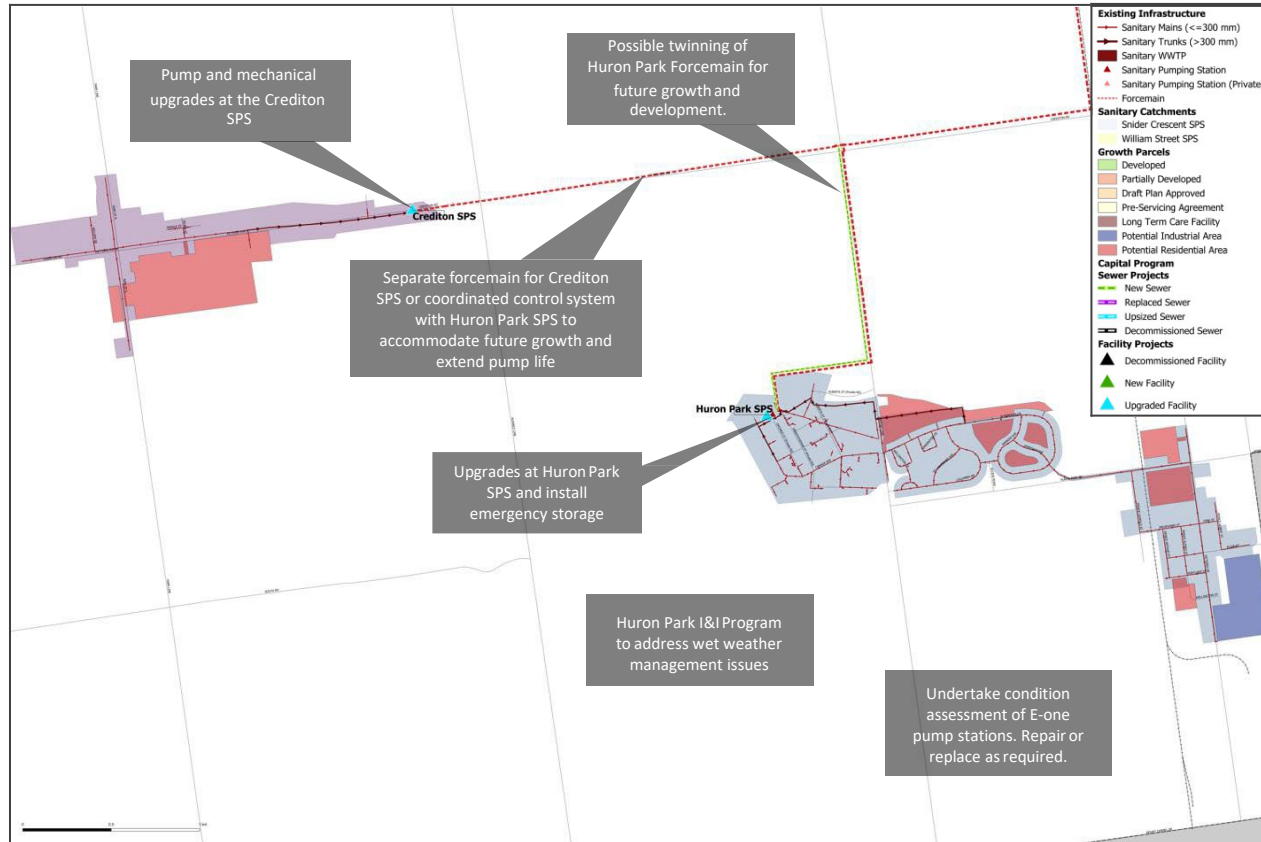 Pump and mechanical
upgrades at the Crediton
SPS
Possible twinning of
Huron Park Forcemain for
future growth and
development.
Crediton SPS
Separate forcemain for Crediton
SPS or coordinated control system
with Huron Park SPS to
accommodate future growth and
extend pump life
Huron Park SPS
Upgrades at Huron Park
SPS and install
emergency storage
Huron Park I&I Program
to address wet weather
management issues
Undertake condition
assessment of E-one
pump stations. Repair or
replace as required.
Existing Infrastructure
Sanitary Mains (<=300 mm)
Sanitary Trunks (>300 mm)
Sanitary WWTP
Sanitary Pumping Station
Sanitary Pumping Station (Private
Forcemain
Sanitary Catchments
Snider Crescent SPS
William Street SPS
Growth Parcels
Developed
Partially Developed
Draft Plan Approved
Pre-Servicing Agreement
Long Term Care Facility
Potential Industrial Area
Potential Residential Area
Capital Program
Sewer Projects
New Sewer
Replaced Sewer
Upsized Sewer
Decommissioned Sewer
Facility Projects
Decommissioned Facility
New Facility
Upgraded Facility